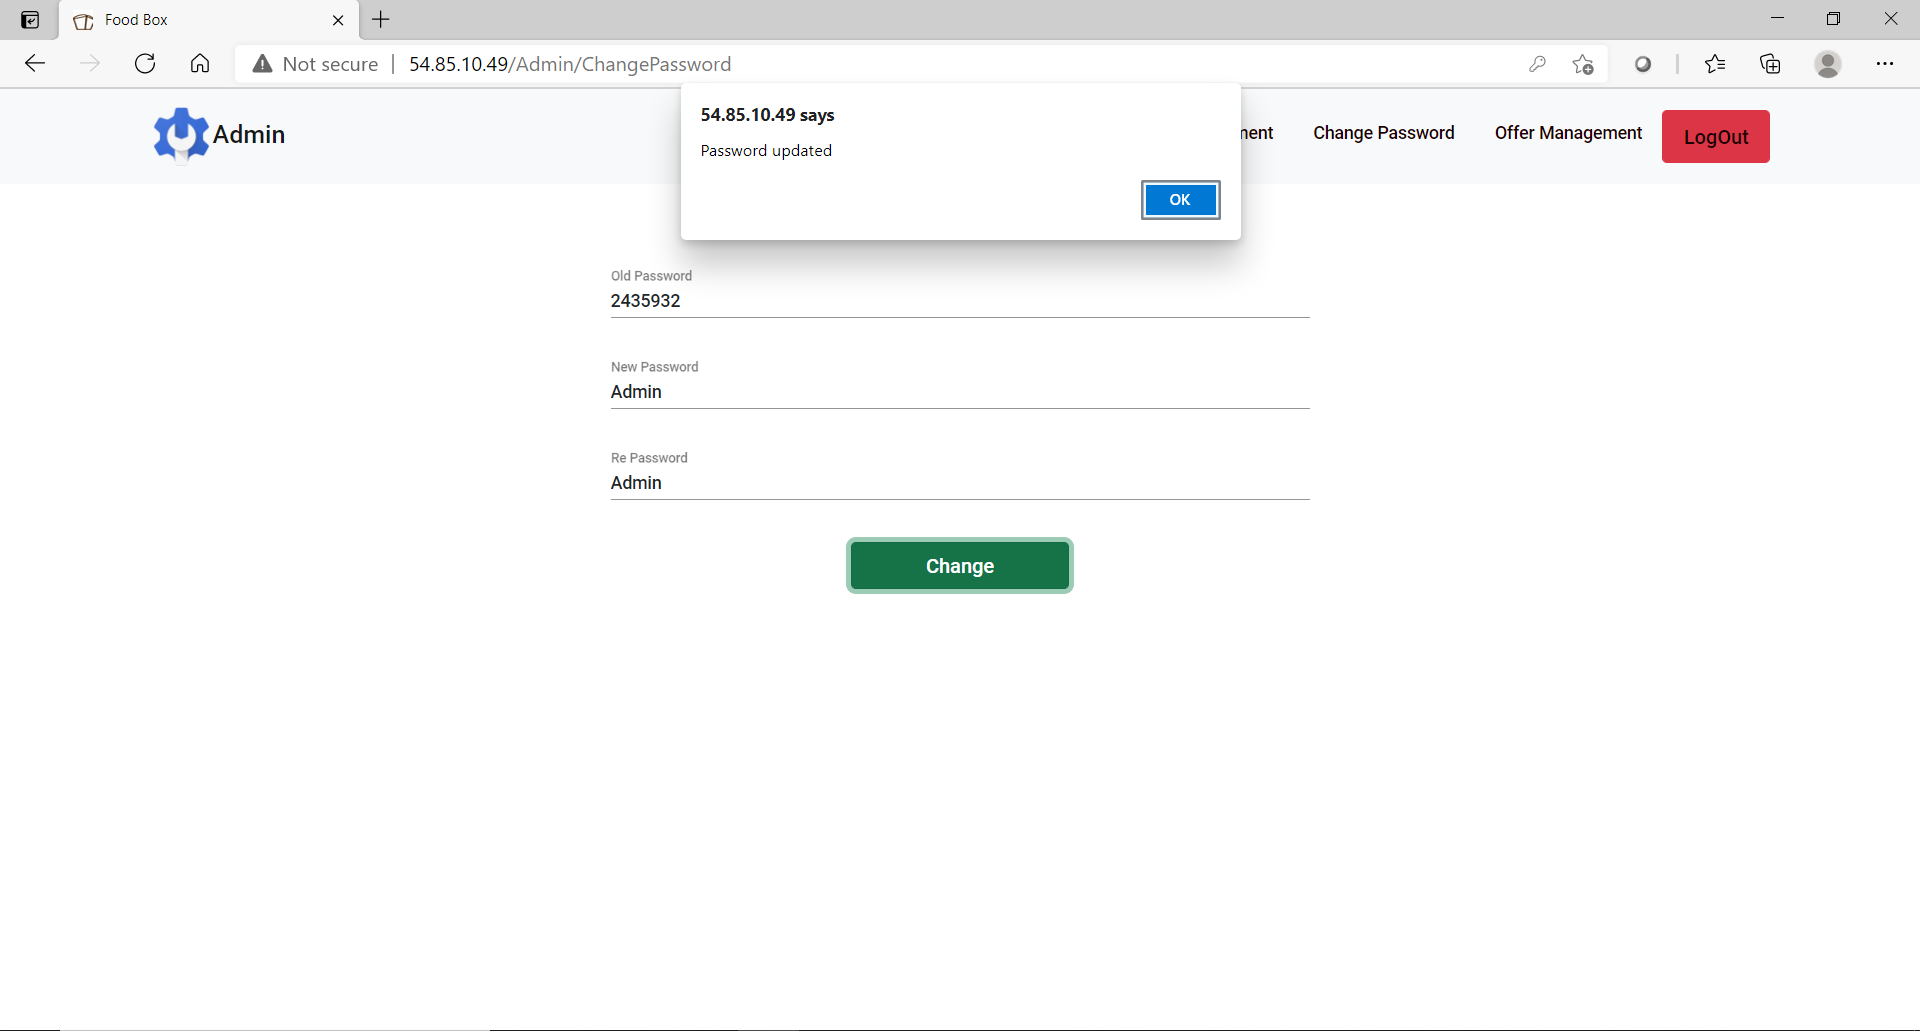 Food Box
Not secure 54.85.10.49/Admin/ChangePassword
54.85.10.49 says
Password updated
OK
Admin
Change Password
Offer Management
LogOut
Old Password
2435932
New Password
Admin
Re Password
Admin
Change